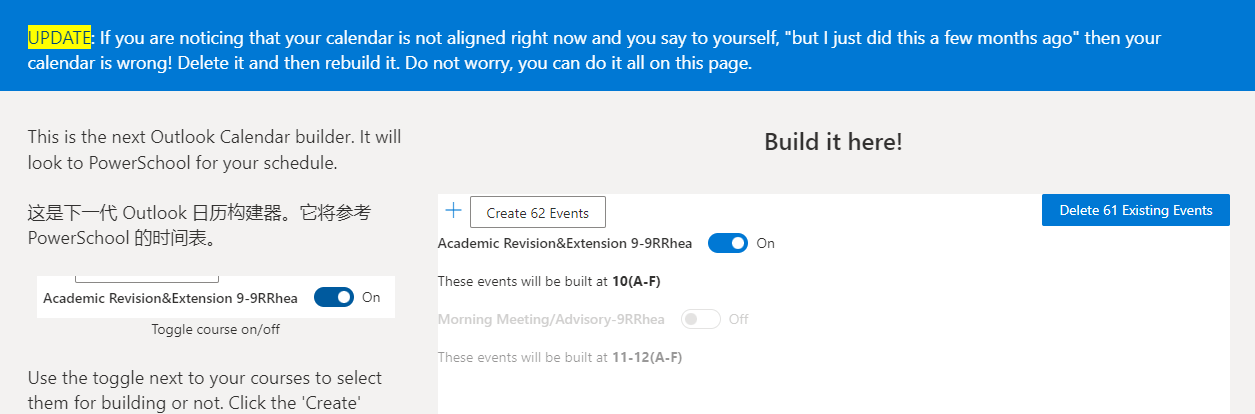 UPDATE: If you are noticing that your calendar is not aligned right now and you say to yourself, "but I just did this a few months ago" then your
calendar is wrong! Delete it and then rebuild it. Do not worry, you can do it all on this page.
This is the next Outlook Calendar builder. It will
look to PowerSchool for your schedule.
这是下一代 Outlook 日历构建器。它将参考
PowerSchool 的时间表。
Academic Revision&Extension 9-9RRhea On
Toggle course on/off
Use the toggle next to your courses to select
them for building or not. Click the 'Create'
Build it here!
Create 62 Events
Delete 61 Existing Events
Academic Revision&Extension 9-9RRhea On
These events will be built at 10(A-F)
Morning Meeting/Advisory-9RRhea Off
These events will be built at 11-12(A-F)